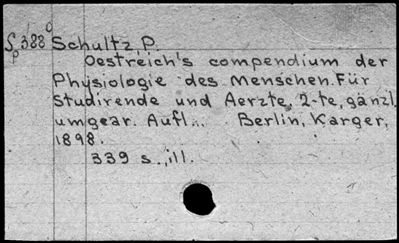 S 388⁰ Schultz, P.
p
Oestreich's compendium der
Physiologie des Menschen. Für
Studirende und Aerzte, 2-te, gänzl.
umgear. Aufl... Berlin, Karger,
1898.
339 s., ill.